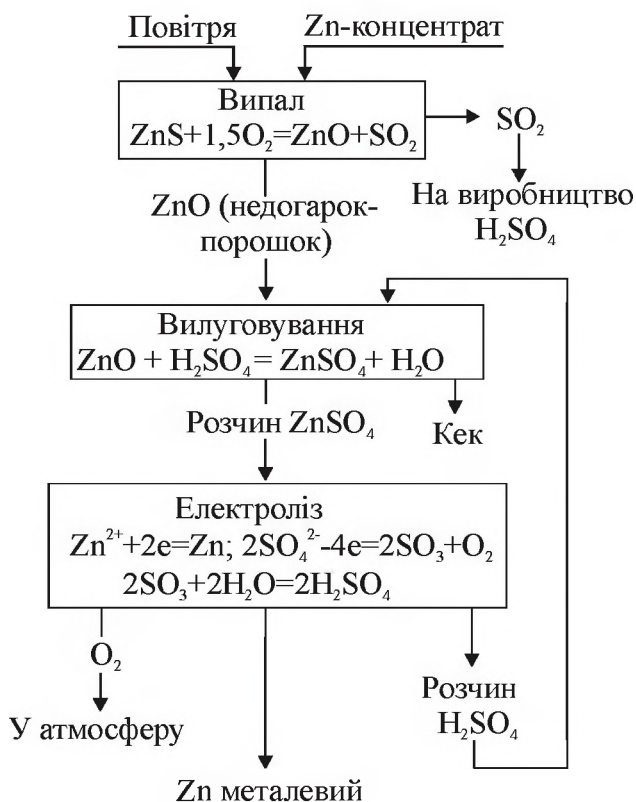 Повітря
Zn-концентрат
Випал
ZnS+1,5O₂=ZnO+SO₂
SO₂
ZnO (недогарок-
порошок)
На виробництво
H₂SO₄
Вилуговування
ZnO + H₂SO₄= ZnSO₄+ H₂O
Розчин ZnSO₄
Кек
Електроліз
Zn²⁺+2e=Zn; 2SO₄²⁻-4e=2SO₃+O₂
2SO₃+2H₂O=2H₂SO₄
O₂
У атмосферу
Розчин
H₂SO₄
Zn металевий